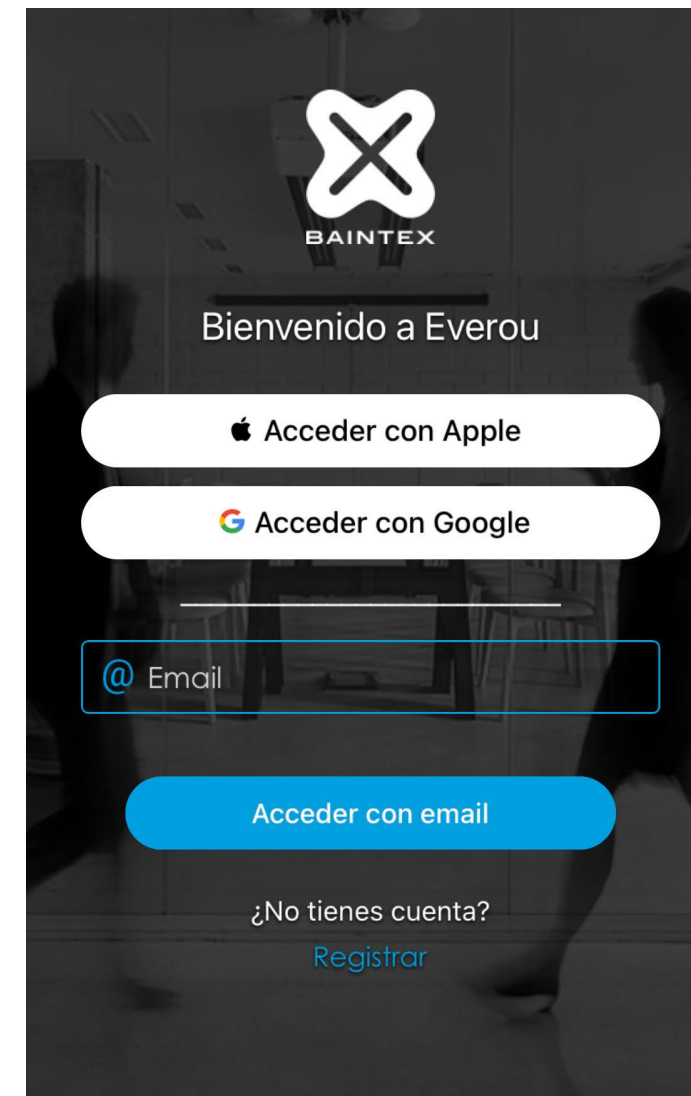 BAINTEX
Bienvenido a Everou
Acceder con Apple
Acceder con Google
@ Email
Acceder con email
¿No tienes cuenta?
Registrar